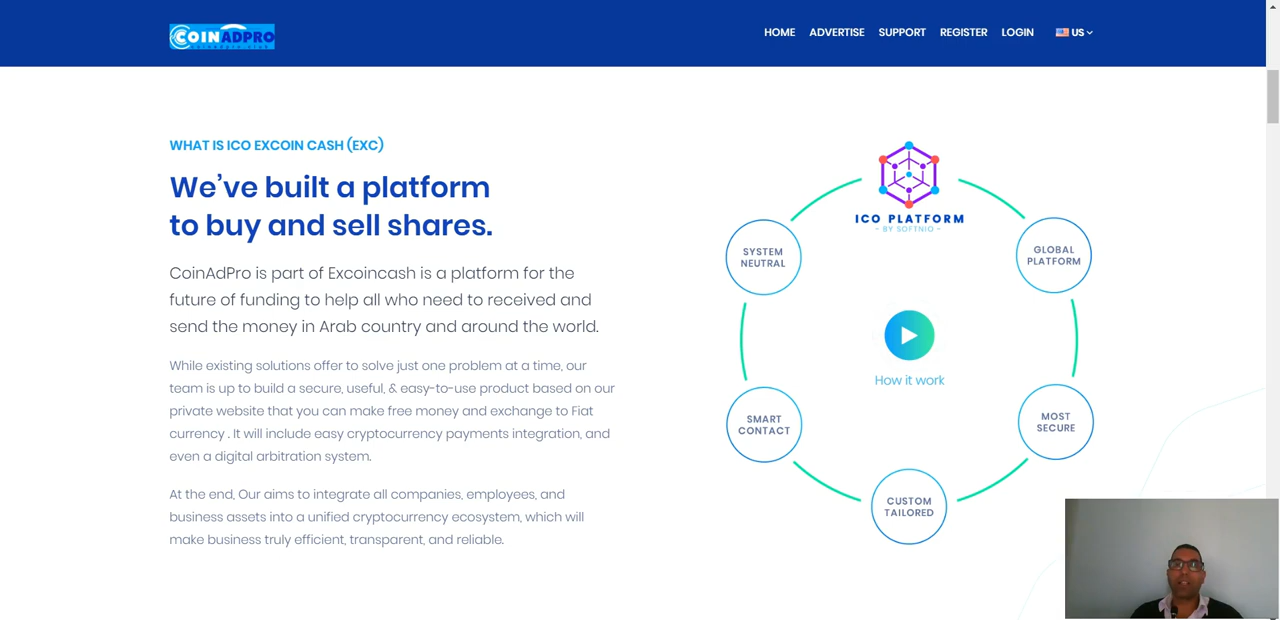 COINADPRO
HOME ADVERTISE SUPPORT REGISTER LOGIN US
WHAT IS ICO EXCOIN CASH (EXC)
We've built a platform
to buy and sell shares.
CoinAdPro is part of Excoincash is a platform for the
future of funding to help all who need to received and
send the money in Arab country and around the world.
While existing solutions offer to solve just one problem at a time, our
team is up to build a secure, useful, & easy-to-use product based on our
private website that you can make free money and exchange to Fiat
currency . It will include easy cryptocurrency payments integration, and
even a digital arbitration system.
At the end, Our aims to integrate all companies, employees, and
business assets into a unified cryptocurrency ecosystem, which will
make business truly efficient, transparent, and reliable.
ICO PLATFORM
- BY SOFTNIO -
SYSTEM
NEUTRAL
GLOBAL
PLATFORM
How it work
SMART
CONTACT
MOST
SECURE
CUSTOM
TAILORED